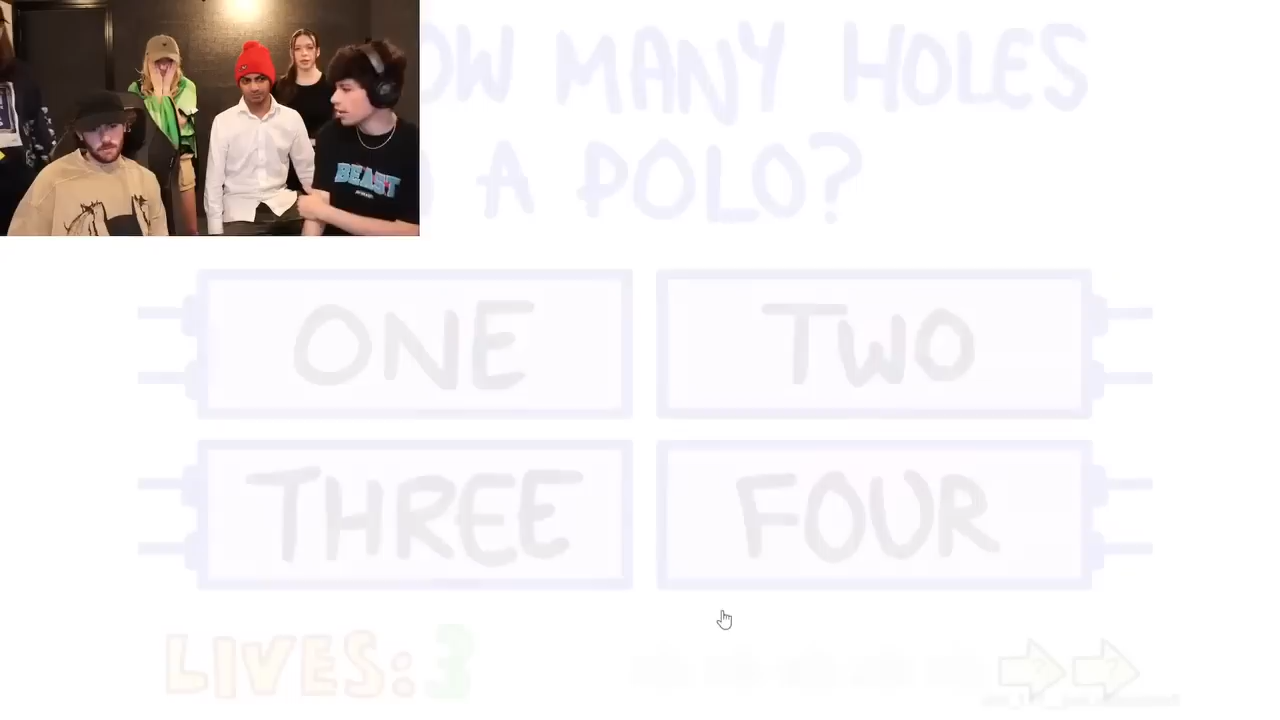 OW MANY HOLES
A POLO?
ONE
TWO
THREE
FOUR
LIVES: 3
BEAST